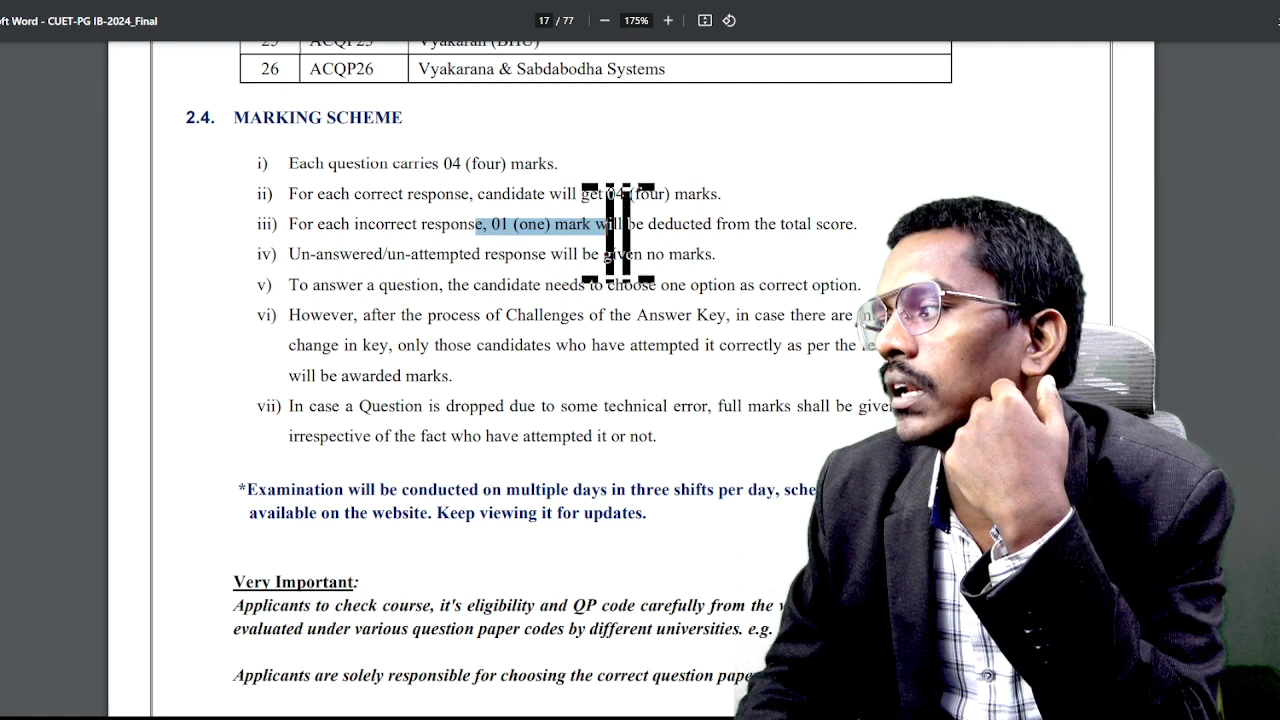 oft Word - CUET-PG IB-2024_Final
17 / 77
175%
25 ACQP25 Vyakaran (BHU)
26 ACQP26 Vyakarana & Sabdabodha Systems
2.4. MARKING SCHEME
i) Each question carries 04 (four) marks.
ii) For each correct response, candidate will get 04 (four) marks.
iii) For each incorrect response, 01 (one) mark will be deducted from the total score.
iv) Un-answered/un-attempted response will be given no marks.
v) To answer a question, the candidate needs to choose one option as correct option.
vi) However, after the process of Challenges of the Answer Key, in case there are
change in key, only those candidates who have attempted it correctly as per the
will be awarded marks.
vii) In case a Question is dropped due to some technical error, full marks shall be given
irrespective of the fact who have attempted it or not.
*Examination will be conducted on multiple days in three shifts per day, sche
available on the website. Keep viewing it for updates.
Very Important:
Applicants to check course, it's eligibility and QP code carefully from the
evaluated under various question paper codes by different universities. e.g.
Applicants are solely responsible for choosing the correct question pape